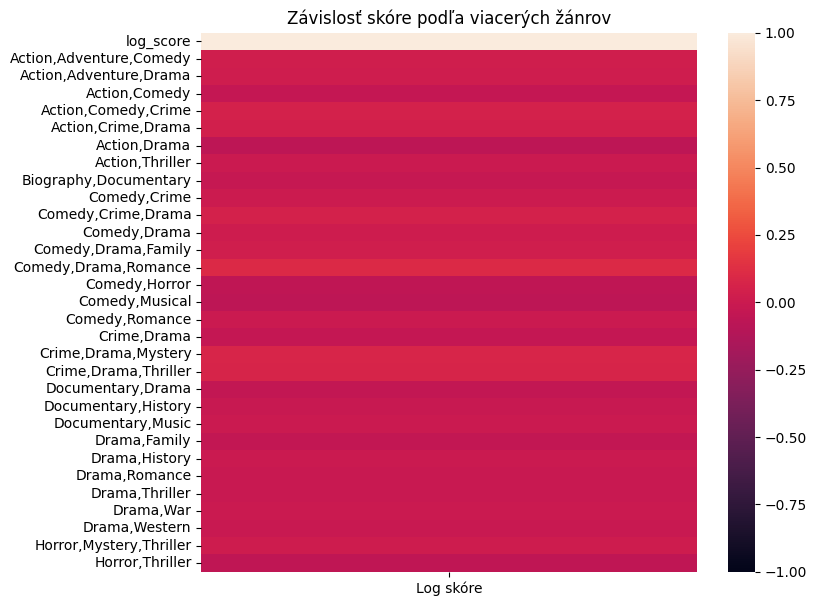 Závislosť skóre podľa viacerých žánrov
log_score
Action,Adventure,Comedy
Action,Adventure,Drama
Action,Comedy
Action,Comedy,Crime
Action,Crime,Drama
Action,Drama
Action,Thriller
Biography,Documentary
Comedy,Crime
Comedy,Crime,Drama
Comedy,Drama
Comedy,Drama,Family
Comedy,Drama,Romance
Comedy,Horror
Comedy,Musical
Comedy,Romance
Crime,Drama
Crime,Drama,Mystery
Crime,Drama,Thriller
Documentary,Drama
Documentary,History
Documentary,Music
Drama,Family
Drama,History
Drama,Romance
Drama,Thriller
Drama,War
Drama,Western
Horror,Mystery,Thriller
Horror,Thriller
Log skóre
1.00
0.75
0.50
0.25
0.00
−0.25
−0.50
−0.75
−1.00